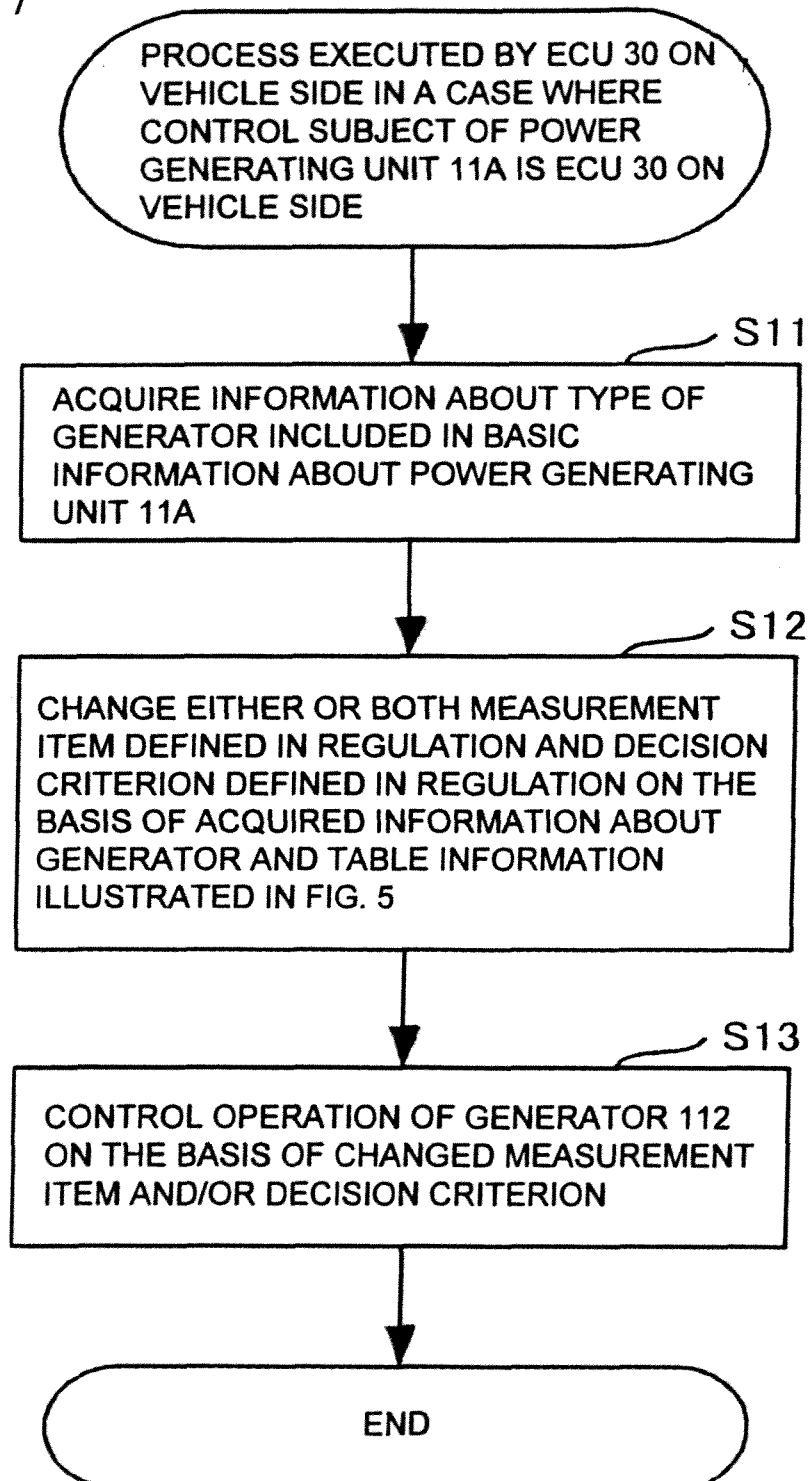 PROCESS EXECUTED BY ECU 30 ON
VEHICLE SIDE IN A CASE WHERE
CONTROL SUBJECT OF POWER
GENERATING UNIT 11A IS ECU 30 ON
VEHICLE SIDE
S11
ACQUIRE INFORMATION ABOUT TYPE OF
GENERATOR INCLUDED IN BASIC
INFORMATION ABOUT POWER GENERATING
UNIT 11A
S12
CHANGE EITHER OR BOTH MEASUREMENT
ITEM DEFINED IN REGULATION AND DECISION
CRITERION DEFINED IN REGULATION ON THE
BASIS OF ACQUIRED INFORMATION ABOUT
GENERATOR AND TABLE INFORMATION
ILLUSTRATED IN FIG. 5
S13
CONTROL OPERATION OF GENERATOR 112
ON THE BASIS OF CHANGED MEASUREMENT
ITEM AND/OR DECISION CRITERION
END